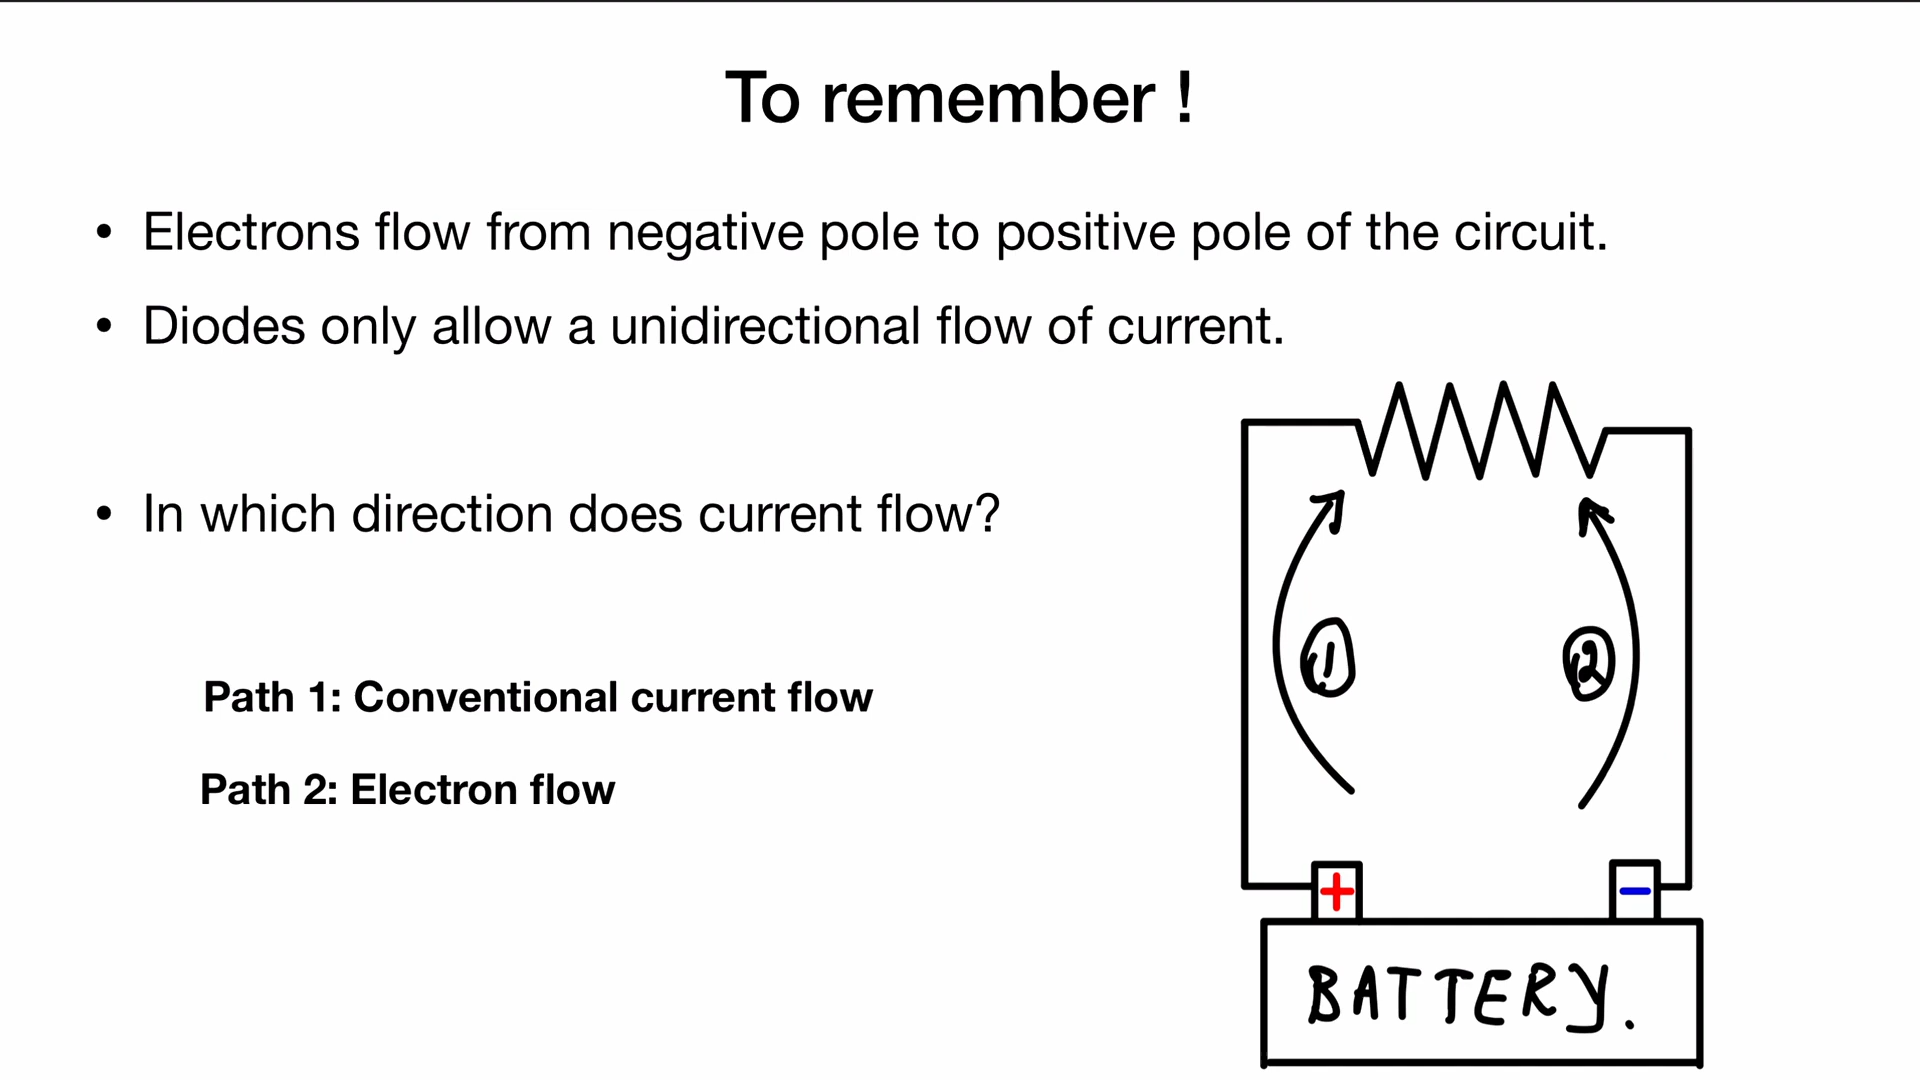 To remember !
• Electrons flow from negative pole to positive pole of the circuit.
• Diodes only allow a unidirectional flow of current.
• In which direction does current flow?
Path 1: Conventional current flow
Path 2: Electron flow
1
2
+
−
BATTERY.